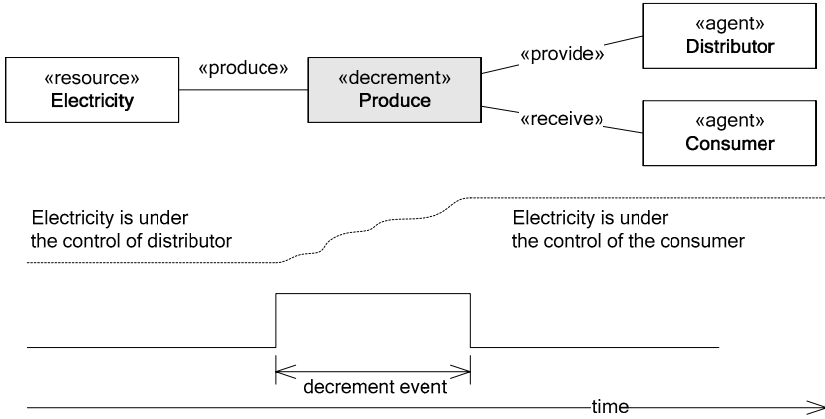 «resource»
Electricity
«produce»
«decrement»
Produce
«provide»
«receive»
«agent»
Distributor
«agent»
Consumer
Electricity is under
the control of distributor
Electricity is under
the control of the consumer
decrement event
time